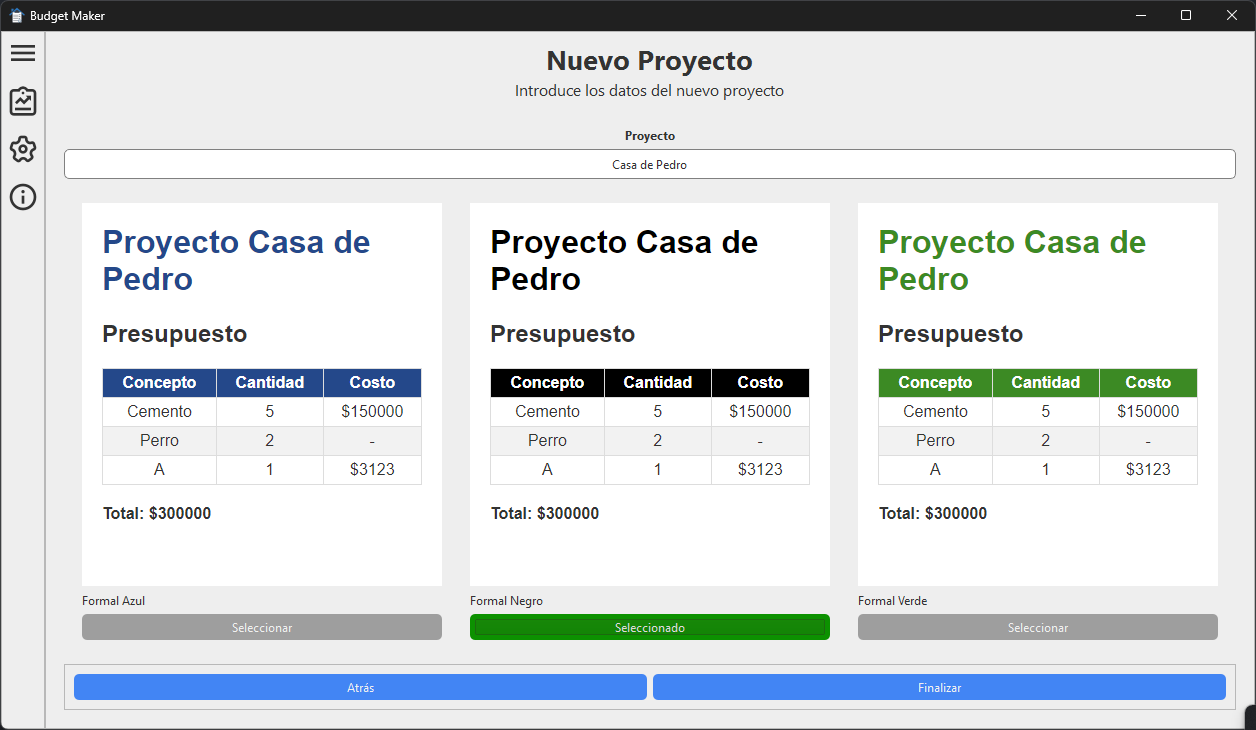 Budget Maker
Nuevo Proyecto
Introduce los datos del nuevo proyecto
Proyecto
Casa de Pedro
Proyecto Casa de
Pedro
Presupuesto
Concepto Cantidad Costo
Cemento 5 $150000
Perro 2 -
A 1 $3123
Total: $300000
Formal Azul
Seleccionar
Proyecto Casa de
Pedro
Presupuesto
Concepto Cantidad Costo
Cemento 5 $150000
Perro 2 -
A 1 $3123
Total: $300000
Formal Negro
Seleccionado
Proyecto Casa de
Pedro
Presupuesto
Concepto Cantidad Costo
Cemento 5 $150000
Perro 2 -
A 1 $3123
Total: $300000
Formal Verde
Seleccionar
Atrás
Finalizar